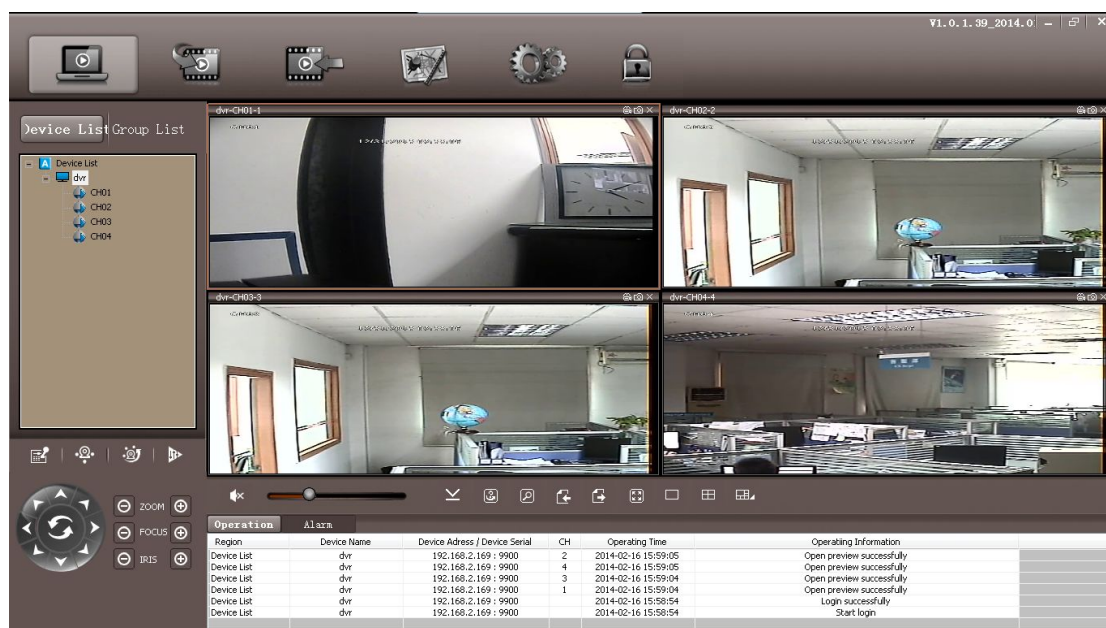 V1.0.1.39_2014.0
Device List Group List
Device List
dvr
CH01
CH02
CH03
CH04
dvr-CH01-1
dvr-CH02-2
dvr-CH03-3
dvr-CH04-4
ZOOM
FOCUS
IRIS
Operation Alarm
Region Device Name Device Adress / Device Serial CH Operating Time Operatiing Information
Device List dvr 192.168.2.169 : 9900 2 2014-02-16 15:59:05 Open preview successfully
Device List dvr 192.168.2.169 : 9900 4 2014-02-16 15:59:05 Open preview successfully
Device List dvr 192.168.2.169 : 9900 3 2014-02-16 15:59:04 Open preview successfully
Device List dvr 192.168.2.169 : 9900 1 2014-02-16 15:59:04 Open preview successfully
Device List dvr 192.168.2.169 : 9900 2014-02-16 15:58:54 Login successfully
Device List dvr 192.168.2.169 : 9900 2014-02-16 15:58:54 Start login